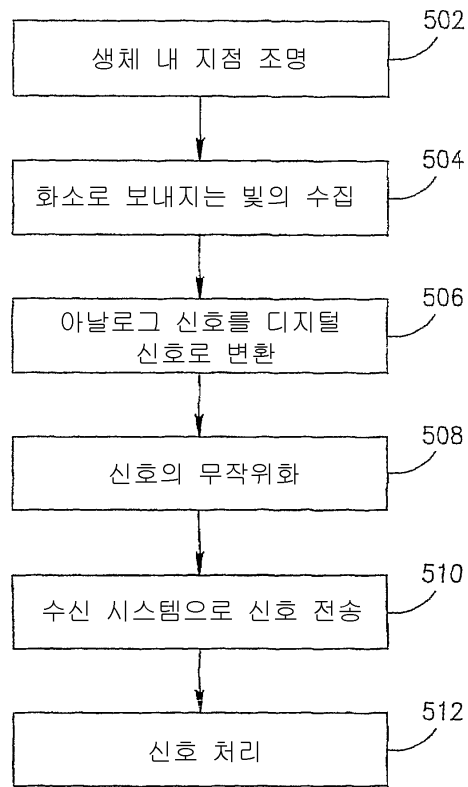 502
생체 내 지점 조명
504
화소로 보내지는 빛의 수집
506
아날로그 신호를 디지털
신호로 변환
508
신호의 무작위화
510
수신 시스템으로 신호 전송
512
신호 처리